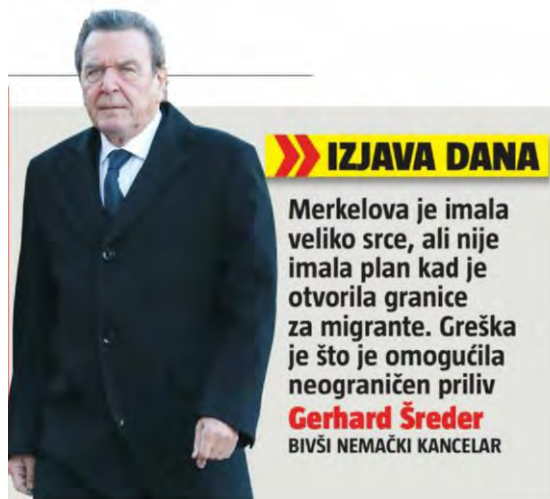 IZJAVA DANA
Merkelova je imala
veliko srce, ali nije
imala plan kad je
otvorila granice
za migrante. Greška
je što je omogućila
neograničen priliv
Gerhard Šreder
BIVŠI NEMAČKI KANCELAR